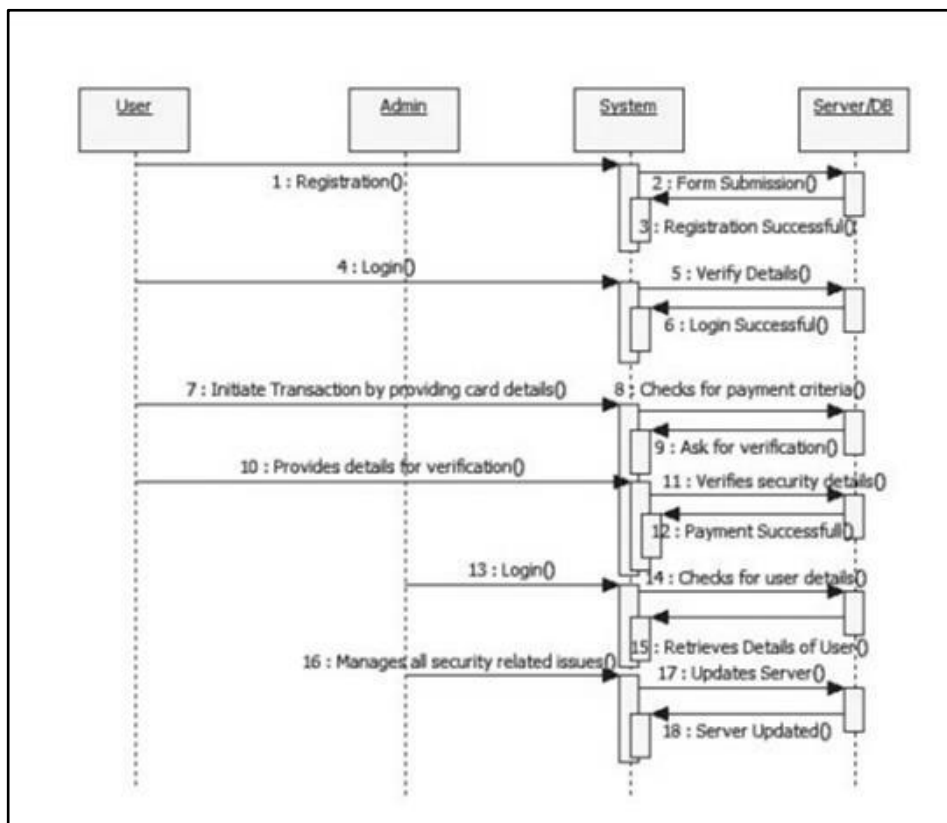 User
Admin
System
Server/DB
1 : Registration()
2 : Form Submission()
3 : Registration Successful()
4 : Login()
5 : Verify Details()
6 : Login Successful()
7 : Initiate Transaction by providing card details()
8 : Checks for payment criteria()
9 : Ask for verification()
10 : Provides details for verification()
11 : Verifies security details()
12 : Payment Successfull()
13 : Login()
14 : Checks for user details()
15 : Retrieves Details of User()
16 : Manages all security related issues()
17 : Updates Server()
18 : Server Updated()